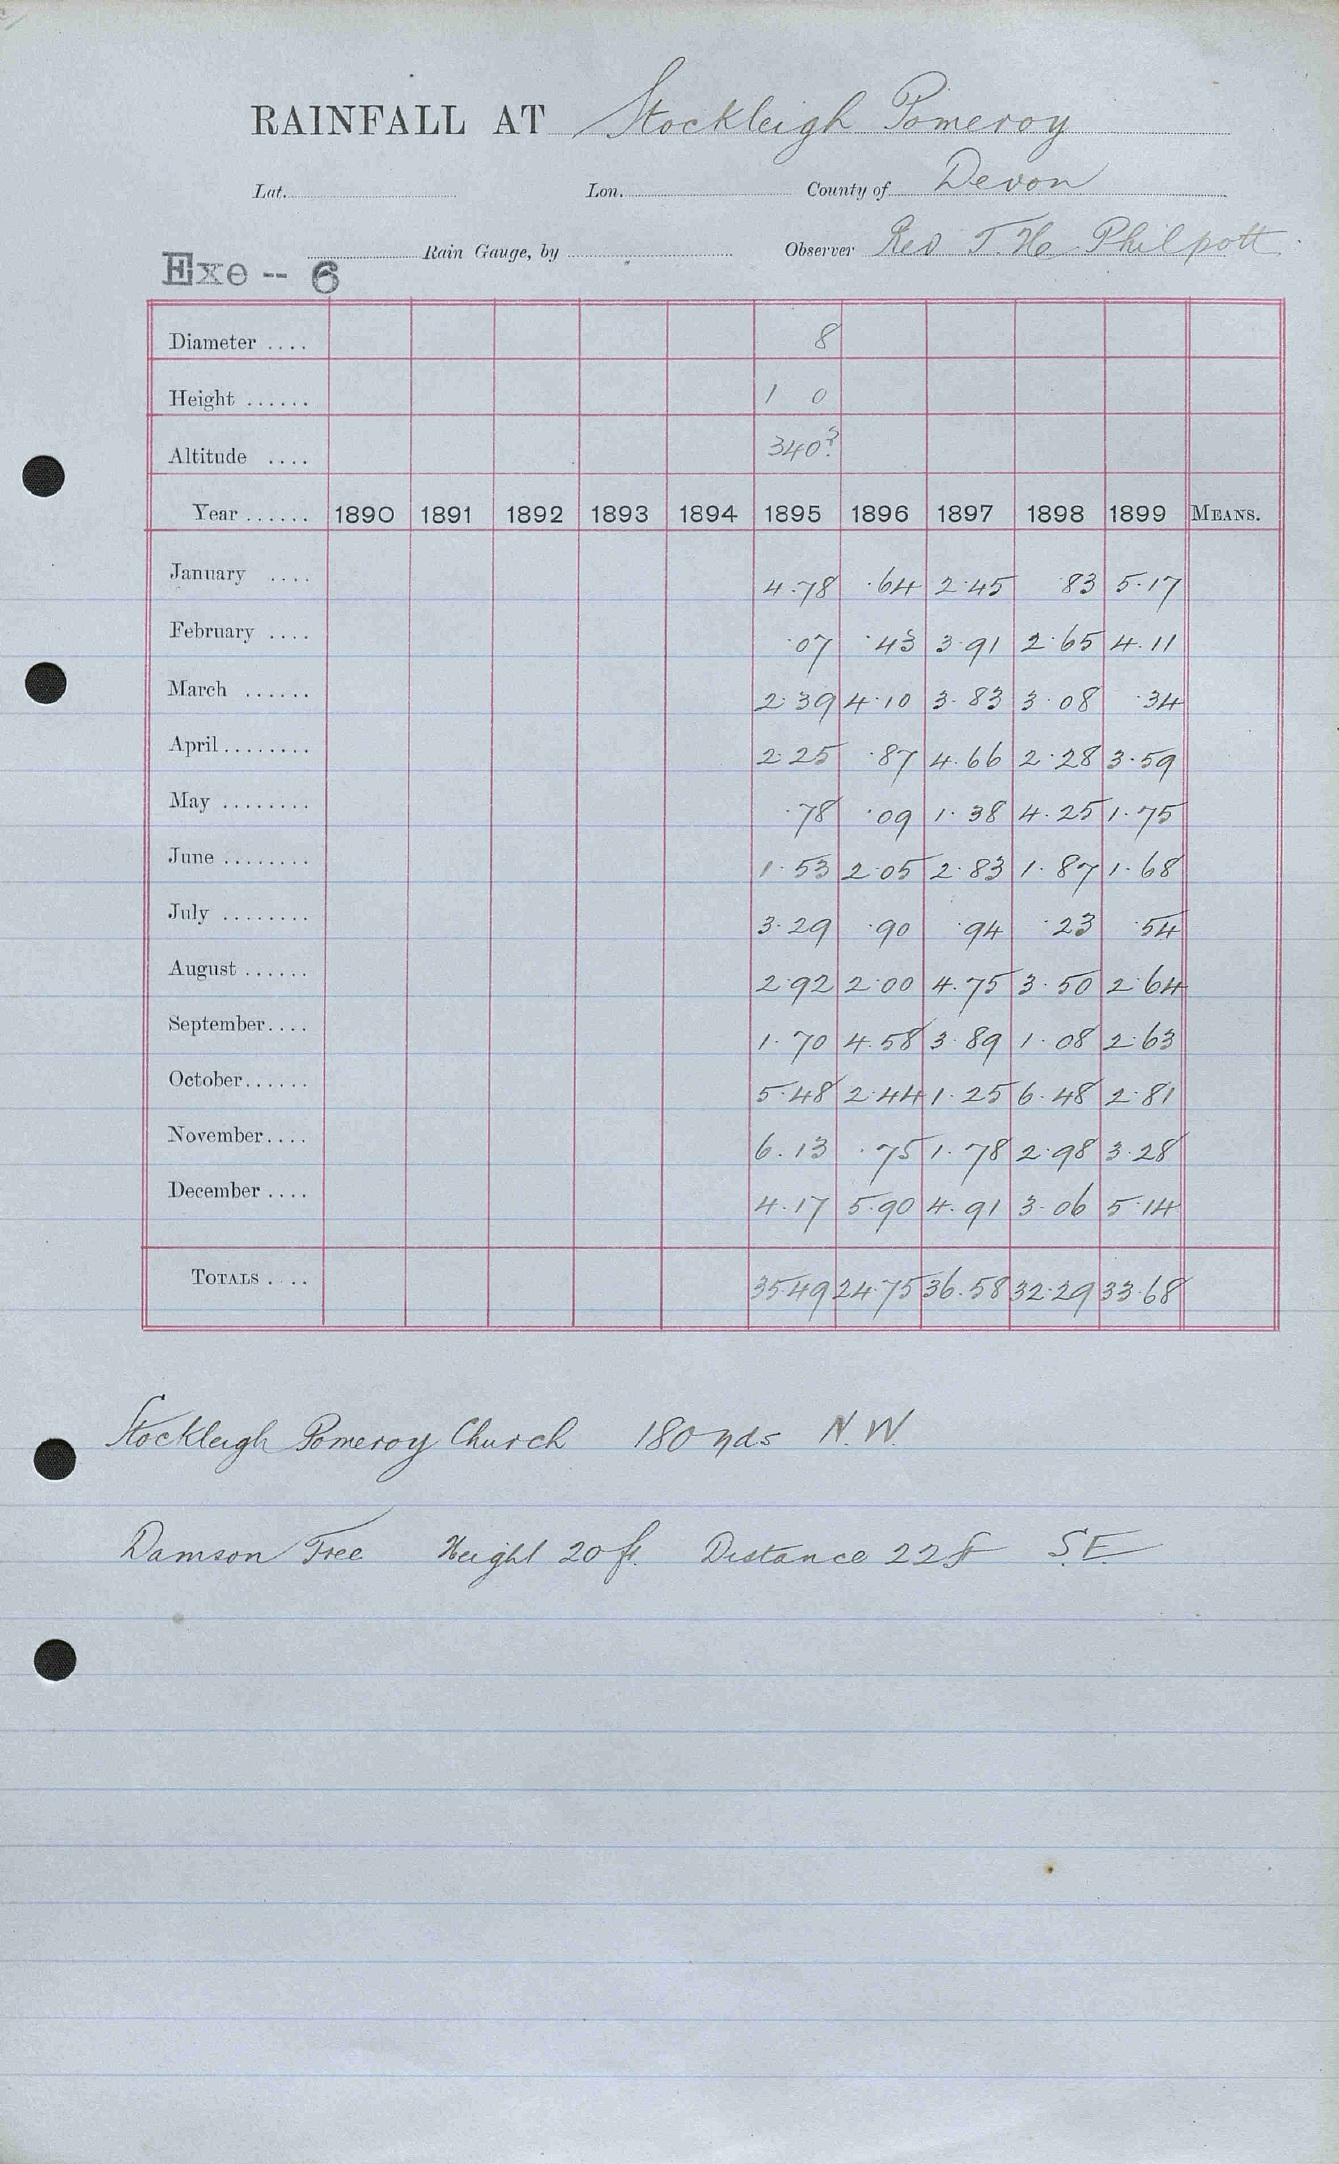 RAINFALL AT Stockleigh Pomeroy
Lat. Lon. County of Devon
Rain Gauge, by Observer Rev T. H. Philpott
Exe -- 6
Diameter .... 8
Height ...... 1 0
Altitude .... 340?
Year ...... 1890 1891 1892 1893 1894 1895 1896 1897 1898 1899 MEANS.
January .... 4.78 .64 2.45 .83 5.17
February .... .07 .43 3.91 2.65 4.11
March ...... 2.39 4.10 3.83 3.08 .34
April ........ 2.25 .87 4.66 2.28 3.59
May ........ .78 .09 1.38 4.25 1.75
June ........ 1.53 2.05 2.83 1.87 1.68
July ........ 3.29 .90 .94 .23 .54
August ...... 2.92 2.00 4.75 3.50 2.64
September.... 1.70 4.58 3.89 1.08 2.63
October...... 5.48 2.44 1.25 6.48 2.81
November.... 6.13 .75 1.78 2.98 3.28
December .... 4.17 5.90 4.91 3.06 5.14
TOTALS .... 35.49 24.75 36.58 32.29 33.68
Stockleigh Pomeroy Church 180 yds N.W.
Damson Tree Height 20 ft. Distance 22 ft S.E.